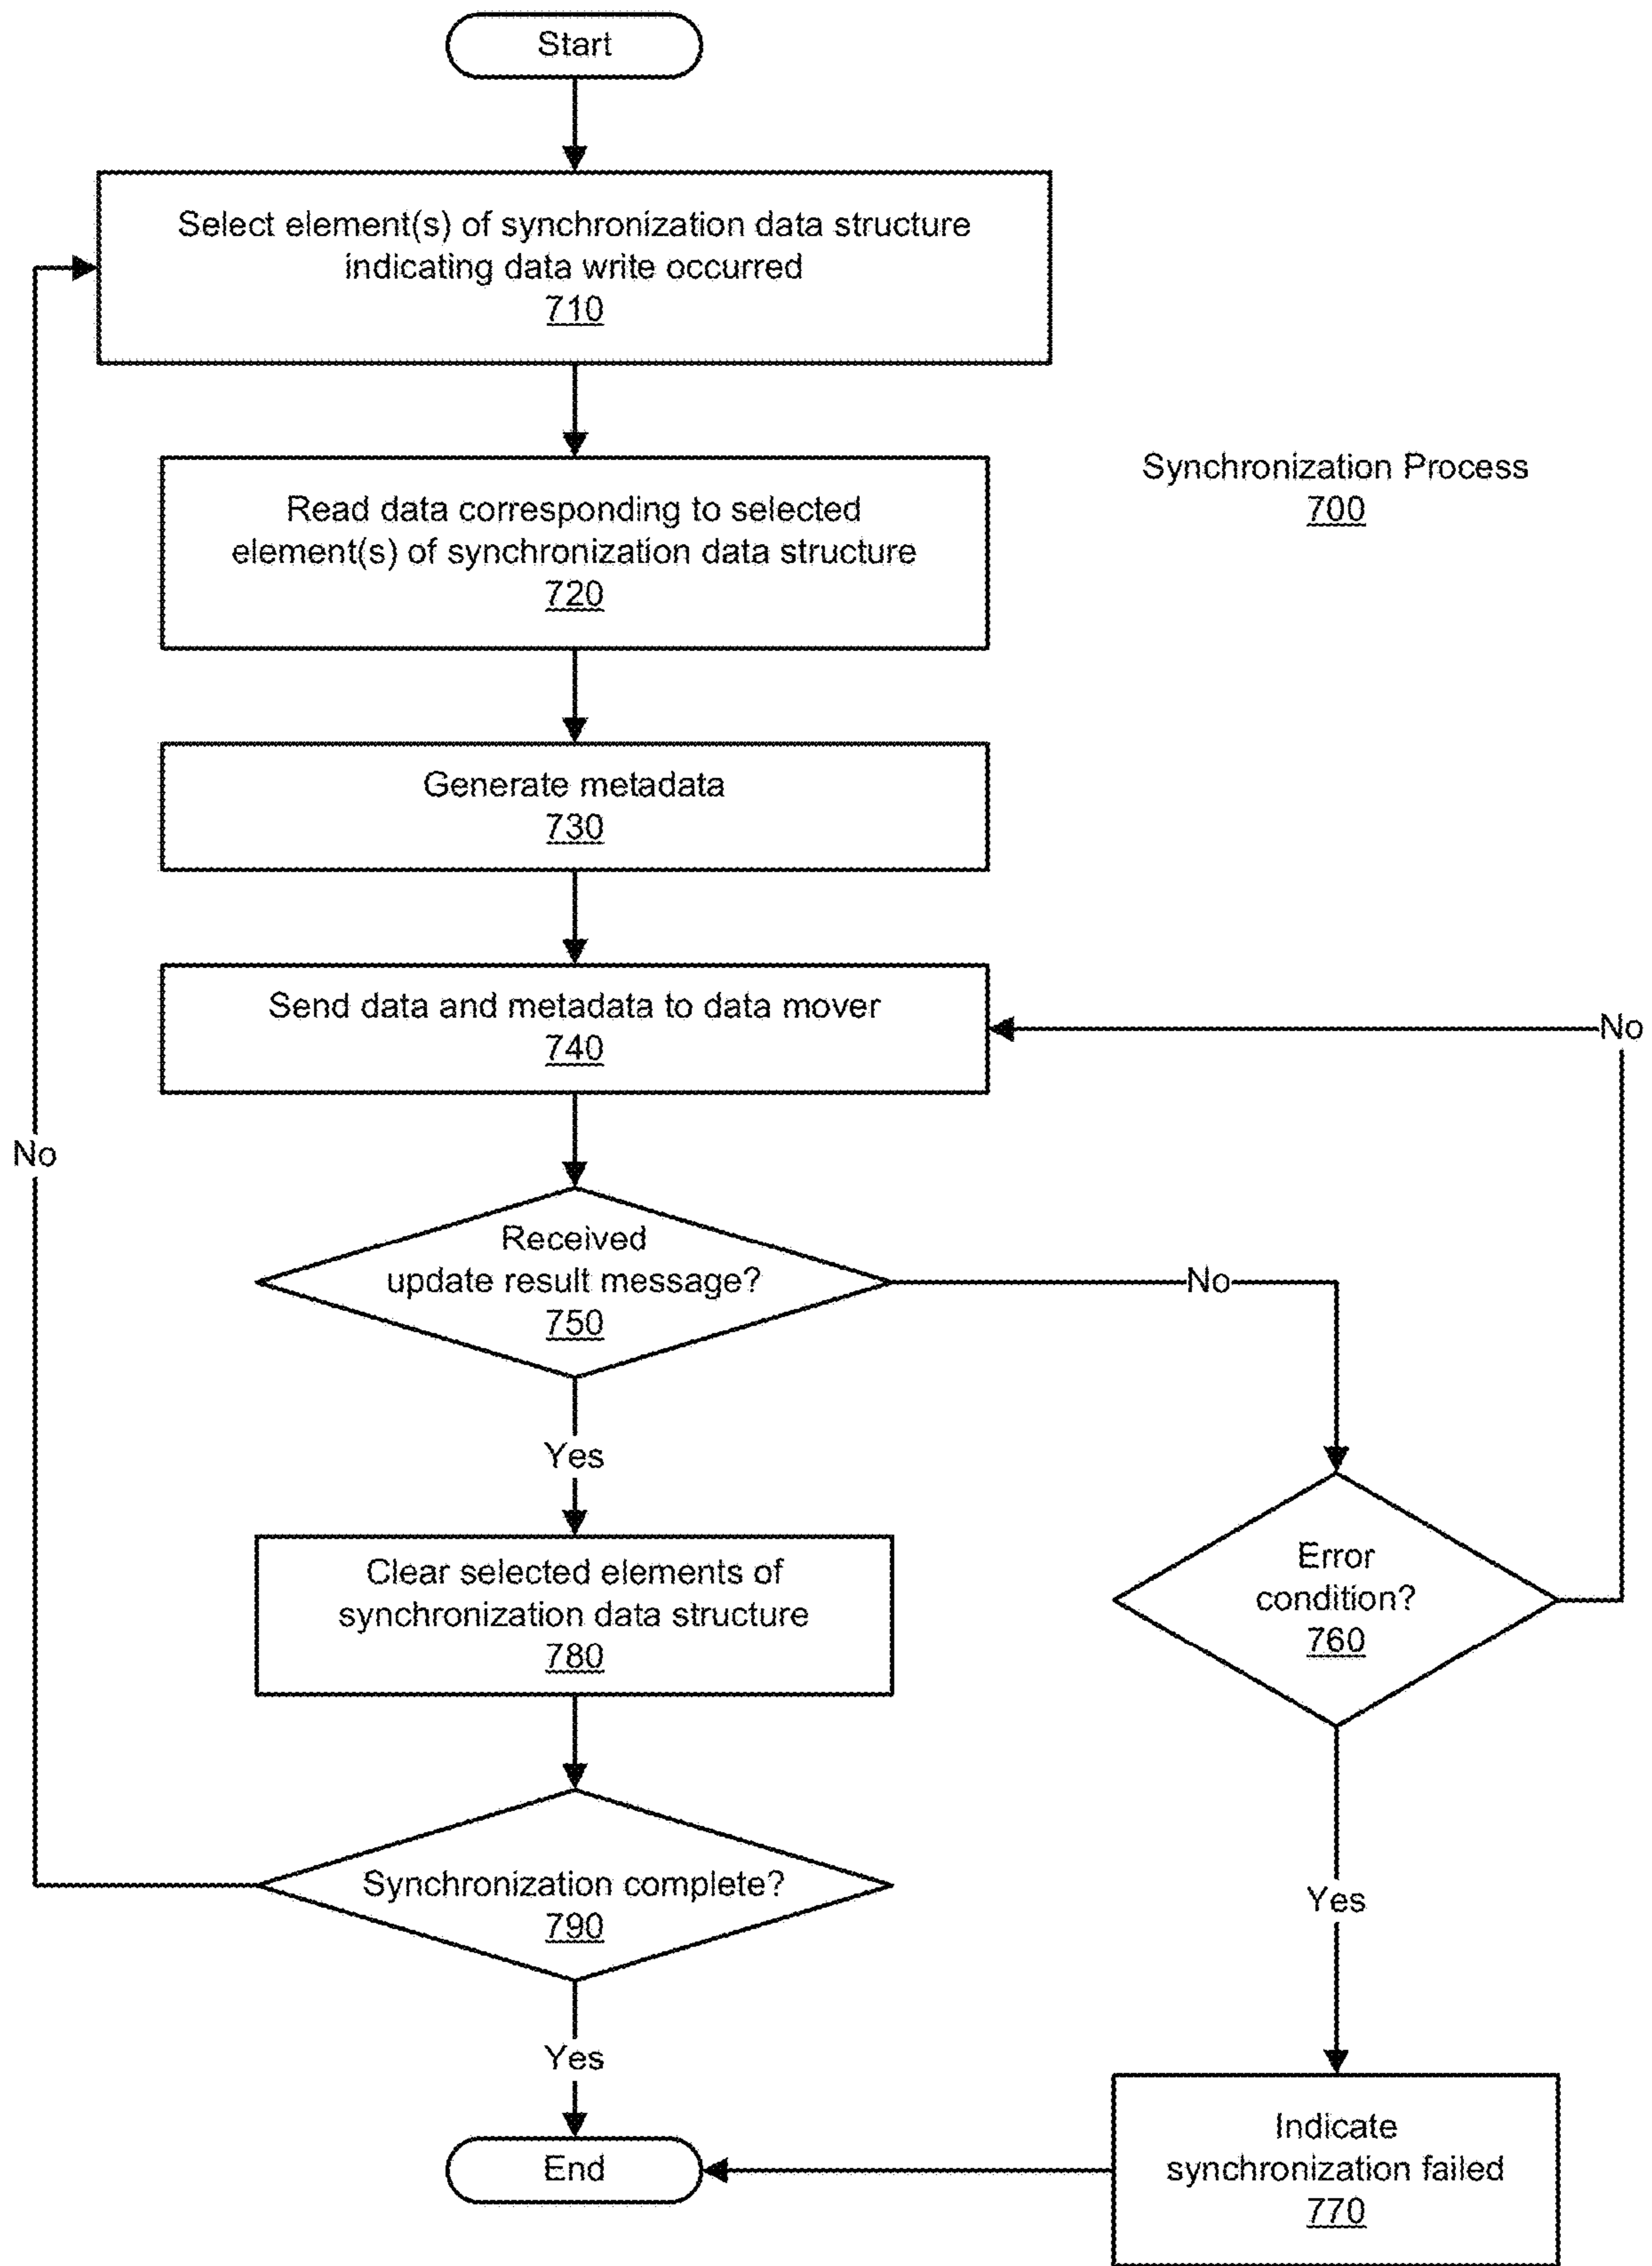 Start
Select element(s) of synchronization data structure
indicating data write occurred
710
Read data corresponding to selected
element(s) of synchronization data structure
720
Synchronization Process
700
Generate metadata
730
Send data and metadata to data mover
740
No
No
Received
update result message?
750
No
Yes
Error
condition?
760
Clear selected elements of
synchronization data structure
780
Synchronization complete?
790
Yes
Yes
End
Indicate
synchronization failed
770